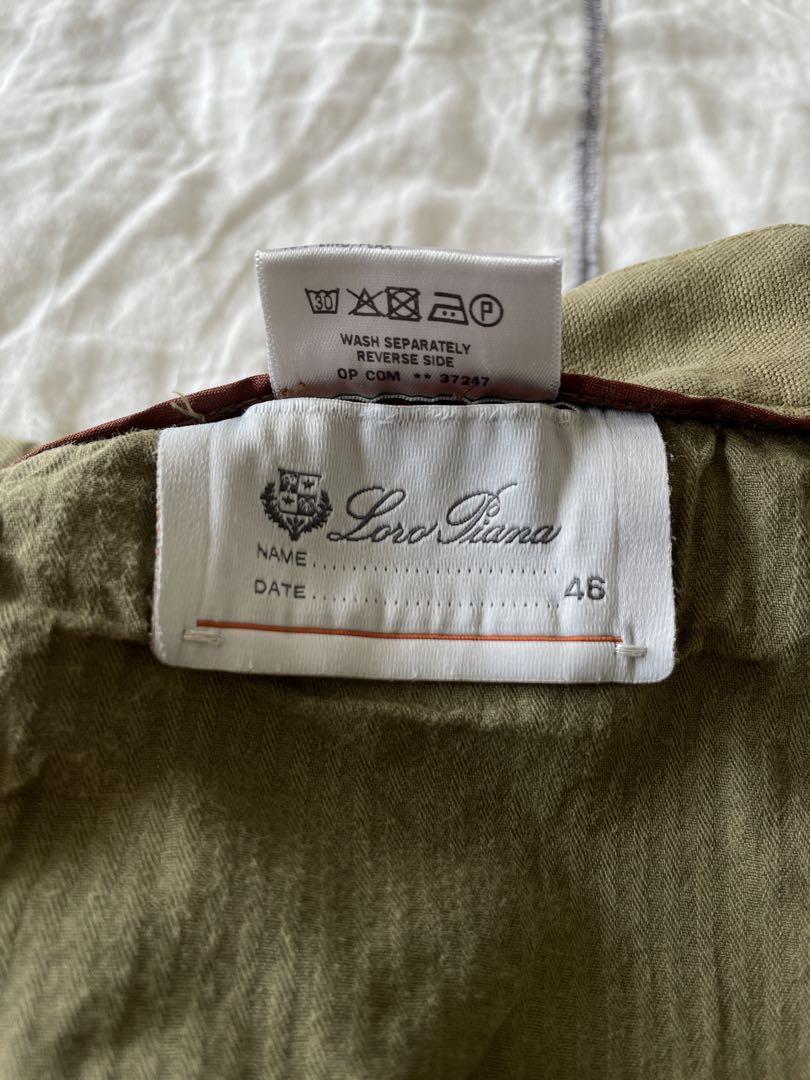 30
P
WASH SEPARATELY
REVERSE SIDE
OP COM ** 37247
Loro Piana
NAME..............................
DATE.............................. 46